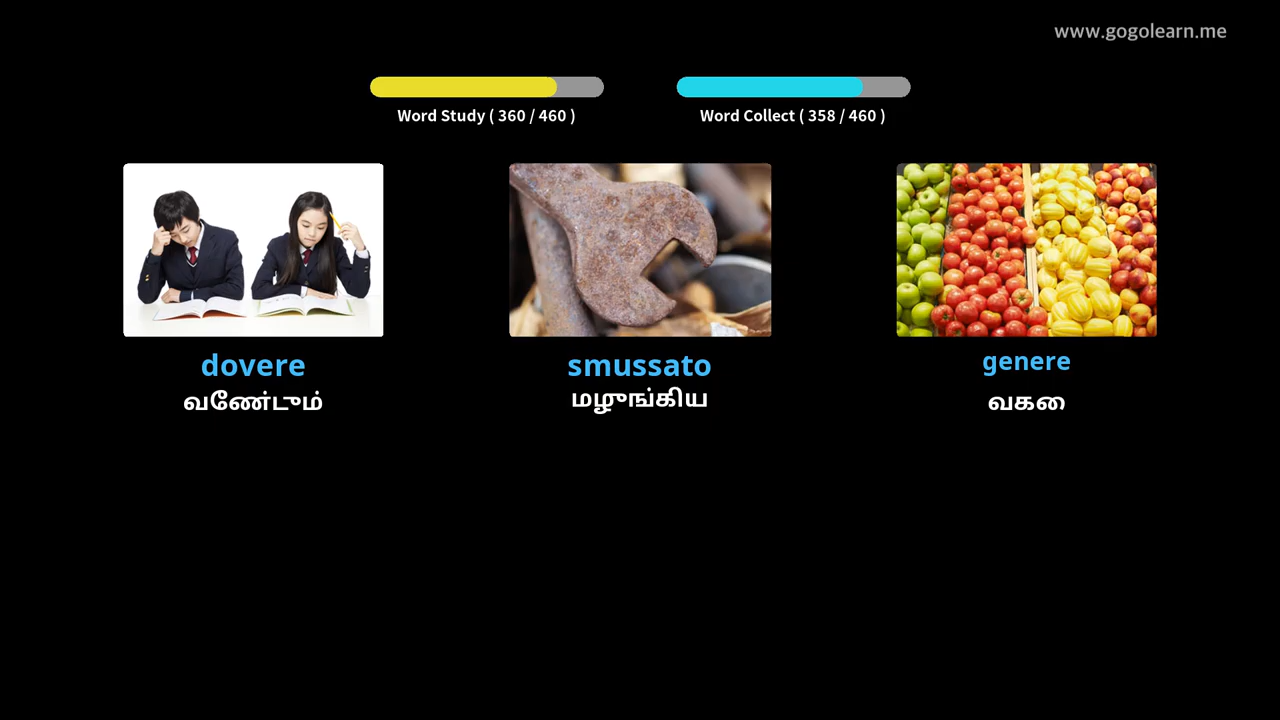 www.gogolearn.me
Word Study ( 360 / 460 )
Word Collect ( 358 / 460 )
dovere
smussato
genere
வேண்டும்
மழுங்கிய
வகை